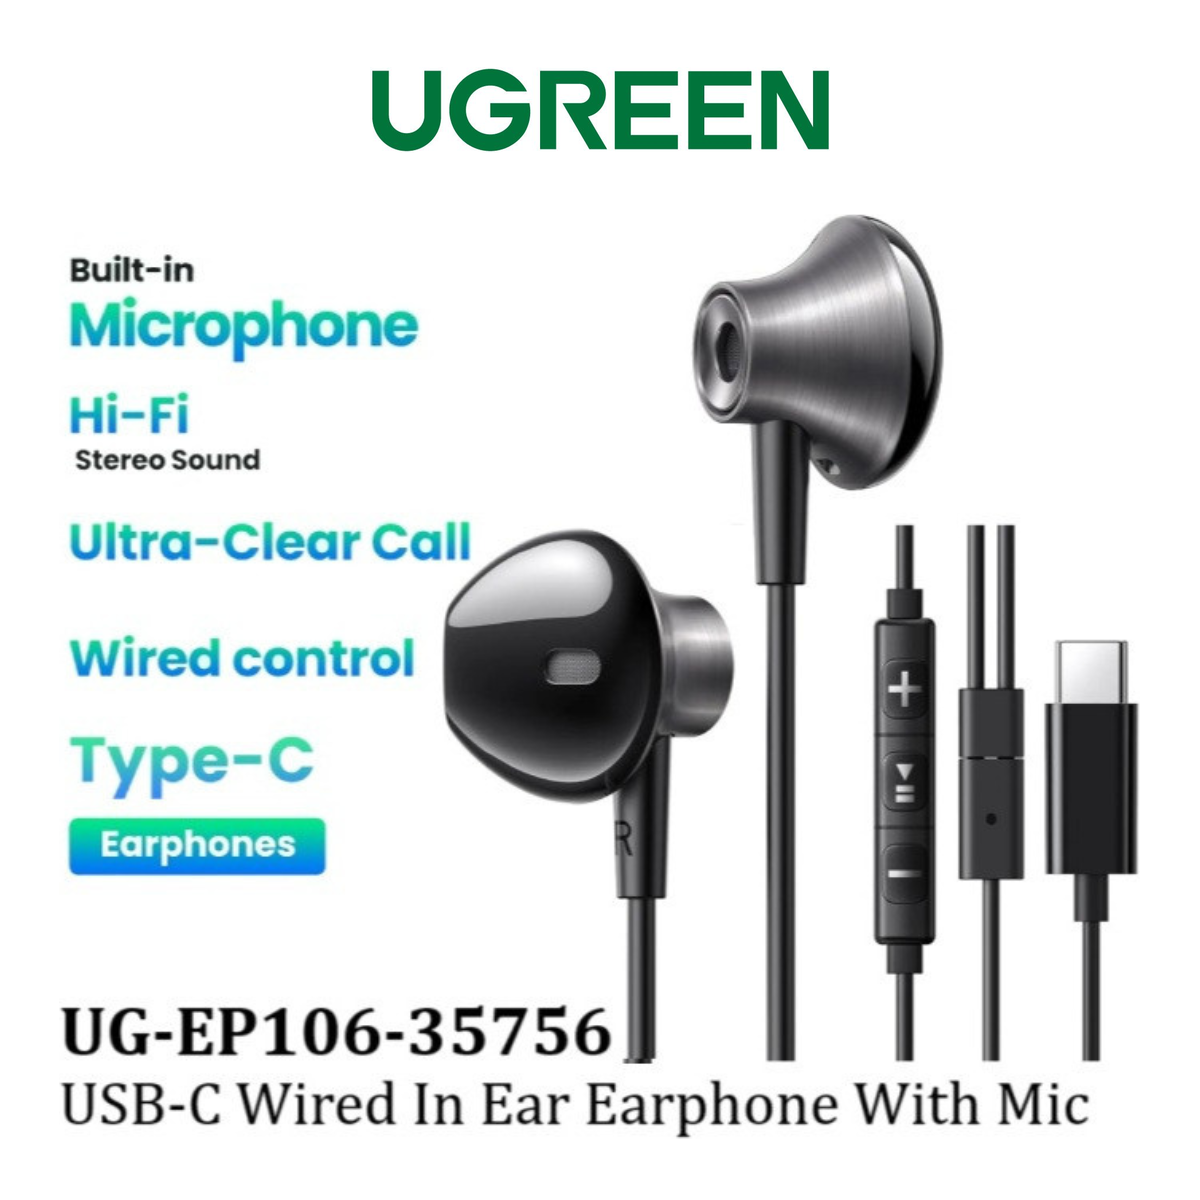 UGREEN
Built-in
Microphone
Hi-Fi
Stereo Sound
Ultra-Clear Call
Wired control
Type-C
Earphones
R
UG-EP106-35756
USB-C Wired In Ear Earphone With Mic